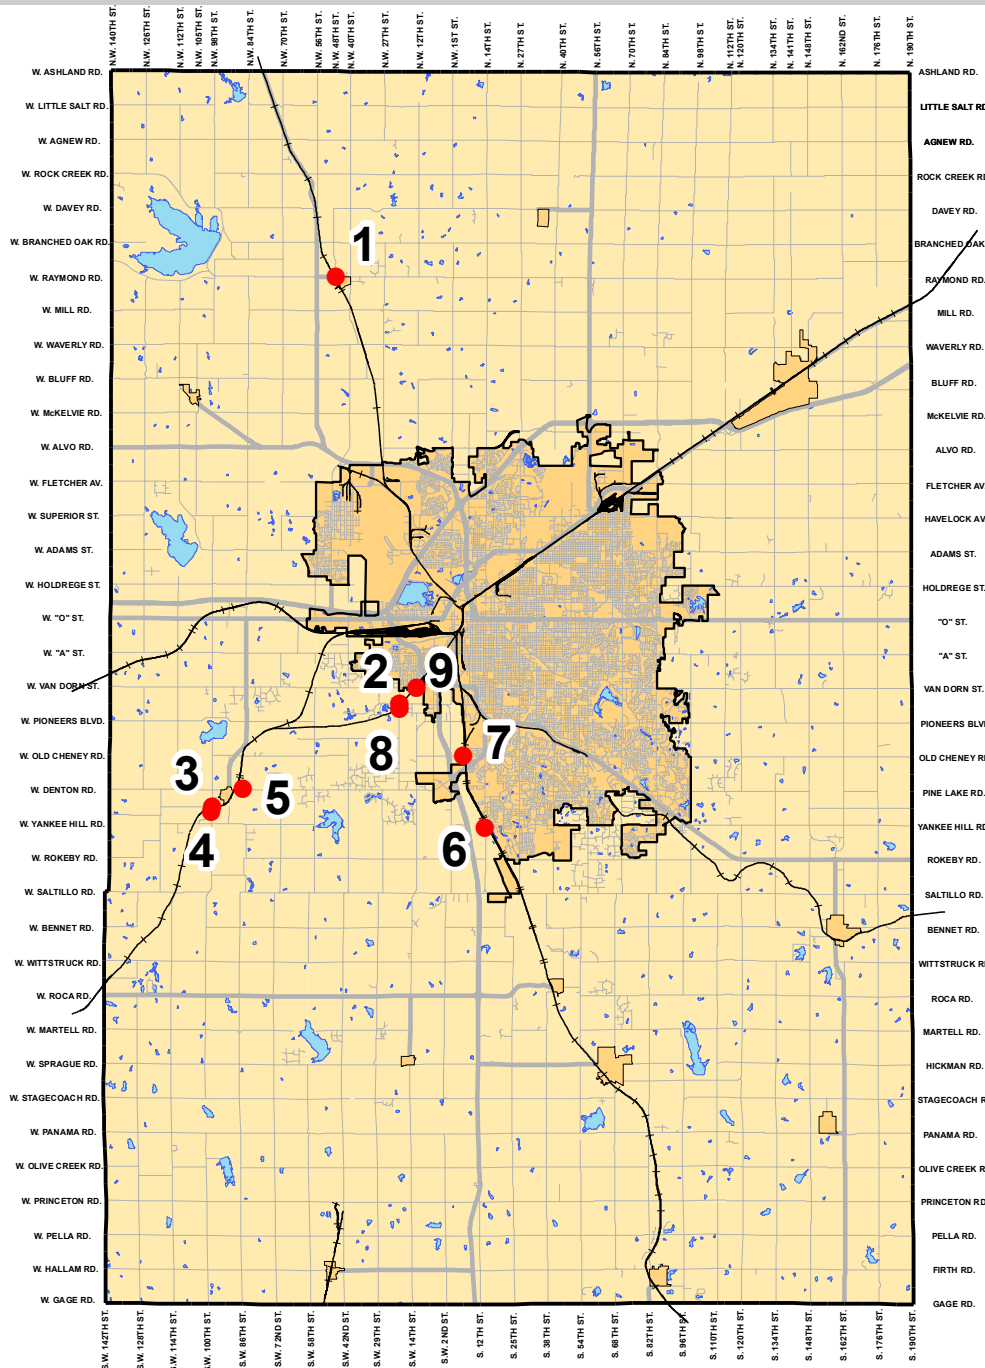 N.W. 140TH ST.
N.W. 126TH ST.
N.W. 112TH ST.
N.W. 105TH ST.
N.W. 98TH ST.
N.W. 84TH ST.
N.W. 70TH ST.
N.W. 56TH ST.
N.W. 48TH ST.
N.W. 40TH ST.
N.W. 27TH ST.
N.W. 12TH ST.
N.W. 1ST ST.
N. 14TH ST.
N. 27TH ST.
N. 40TH ST.
N. 56TH ST.
N. 70TH ST.
N. 84TH ST.
N. 98TH ST.
N. 112TH ST.
N. 120TH ST.
N. 134TH ST.
N. 141TH ST.
N. 148TH ST.
N. 162ND ST.
N. 176TH ST.
N. 190TH ST.
W. ASHLAND RD.
W. LITTLE SALT RD.
W. AGNEW RD.
W. ROCK CREEK RD.
W. DAVEY RD.
W. BRANCHED OAK RD.
W. RAYMOND RD.
W. MILL RD.
W. WAVERLY RD.
W. BLUFF RD.
W. McKELVIE RD.
W. ALVO RD.
W. FLETCHER AV.
W. SUPERIOR ST.
W. ADAMS ST.
W. HOLDREGE ST.
W. "O" ST.
W. "A" ST.
W. VAN DORN ST.
W. PIONEERS BLVD.
W. OLD CHENEY RD.
W. DENTON RD.
W. YANKEE HILL RD.
W. ROKEBY RD.
W. SALTILLO RD.
W. BENNET RD.
W. WITTSTRUCK RD.
W. ROCA RD.
W. MARTELL RD.
W. SPRAGUE RD.
W. STAGECOACH RD.
W. PANAMA RD.
W. OLIVE CREEK RD.
W. PRINCETON RD.
W. PELLA RD.
W. HALLAM RD.
W. GAGE RD.
1
2
9
8
7
3
5
4
6
ASHLAND RD.
LITTLE SALT RD
AGNEW RD.
ROCK CREEK RD
DAVEY RD.
BRANCHED OAK
RAYMOND RD.
MILL RD.
WAVERLY RD.
BLUFF RD.
McKELVIE RD.
ALVO RD.
FLETCHER AV.
HAVELOCK AV
ADAMS ST.
HOLDREGE ST.
"O" ST.
"A" ST.
VAN DORN ST.
PIONEERS BLVD.
OLD CHENEY RD
PINE LAKE RD.
YANKEE HILL RD
ROKEBY RD.
SALTILLO RD.
BENNET RD.
WITTSTRUCK RD
ROCA RD.
MARTELL RD.
HICKMAN RD.
STAGECOACH R
PANAMA RD.
OLIVE CREEK R
PRINCETON RD.
PELLA RD.
FIRTH RD.
GAGE RD.
S.W. 142TH ST.
S.W. 128TH ST.
S.W. 114TH ST.
S.W. 100TH ST.
S.W. 86TH ST.
S.W. 72ND ST.
S.W. 58TH ST.
S.W. 42ND ST.
S.W. 29TH ST.
S.W. 14TH ST.
S.W. 2ND ST.
S. 12TH ST.
S. 25TH ST.
S. 38TH ST.
S. 54TH ST.
S. 68TH ST.
S. 82TH ST.
S. 96TH ST.
S. 110TH ST.
S. 120TH ST.
S. 134TH ST.
S. 148TH ST.
S. 162TH ST.
S. 176TH ST.
S. 190TH ST.